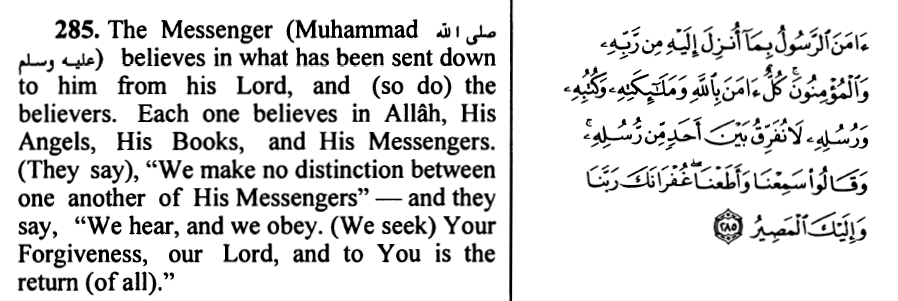 285. The Messenger (Muhammad صلى الله
عليه وسلم) believes in what has been sent down
to him from his Lord, and (so do) the
believers. Each one believes in Allâh, His
Angels, His Books, and His Messengers.
(They say), “We make no distinction between
one another of His Messengers” — and they
say, “We hear, and we obey. (We seek) Your
Forgiveness, our Lord, and to You is the
return (of all).”
ءَامَنَ ٱلرَّسُولُ بِمَآ أُنزِلَ إِلَيْهِ مِن رَّبِّهِۦ
وَٱلْمُؤْمِنُونَۚ كُلٌّ ءَامَنَ بِٱللَّهِ وَمَلَـٰٓئِكَتِهِۦ وَكُتُبِهِۦ
وَرُسُلِهِۦ لَا نُفَرِّقُ بَيْنَ أَحَدٍ مِّن رُّسُلِهِۦۚ
وَقَالُوا۟ سَمِعْنَا وَأَطَعْنَاۖ غُفْرَانَكَ رَبَّنَا
وَإِلَيْكَ ٱلْمَصِيرُ ٢٨٥